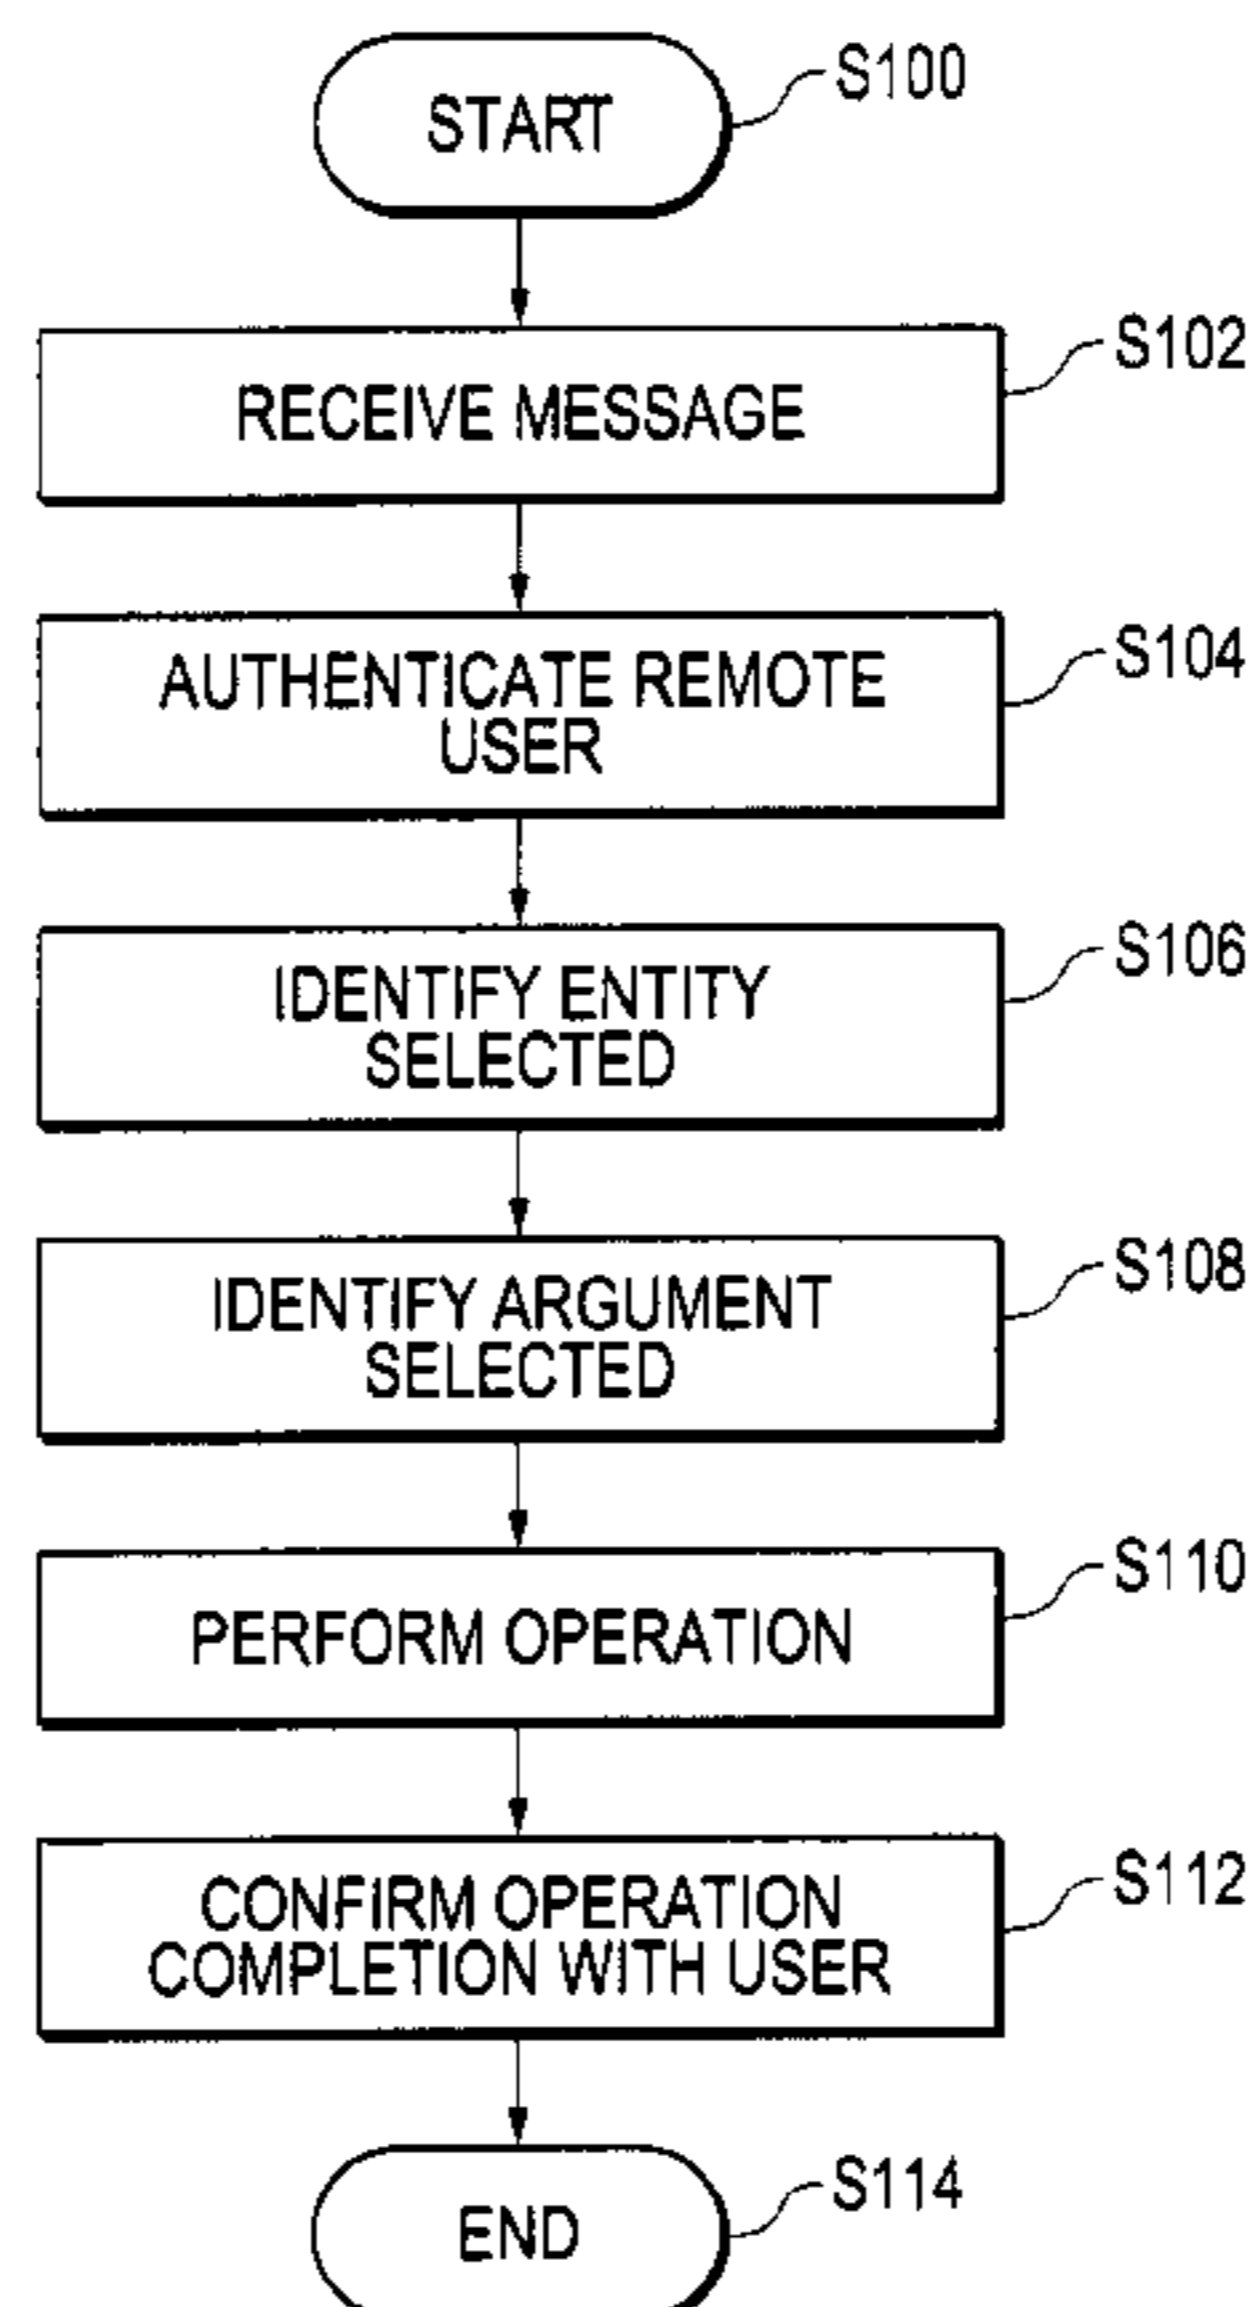 START
S100
RECEIVE MESSAGE
S102
AUTHENTICATE REMOTE
USER
S104
IDENTIFY ENTITY
SELECTED
S106
IDENTIFY ARGUMENT
SELECTED
S108
PERFORM OPERATION
S110
CONFIRM OPERATION
COMPLETION WITH USER
S112
END
S114